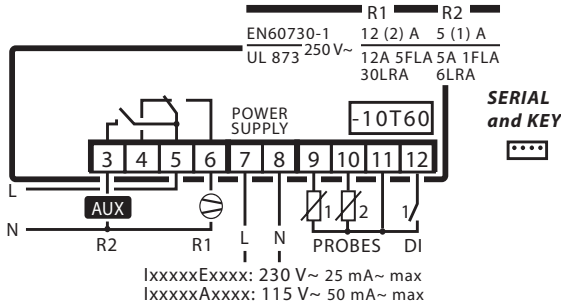 R1 R2
EN60730-1 12 (2) A 5 (1) A
UL 873 250 V~ 12A 5FLA 5A 1FLA
30LRA 6LRA
SERIAL
and KEY
POWER
SUPPLY
-10T60
3 4 5 6 7 8 9 10 11 12
L
AUX
1 2 1
N
R2 R1 L N PROBES DI
IxxxxxExxxx: 230 V~ 25 mA~ max
IxxxxxAxxxx: 115 V~ 50 mA~ max